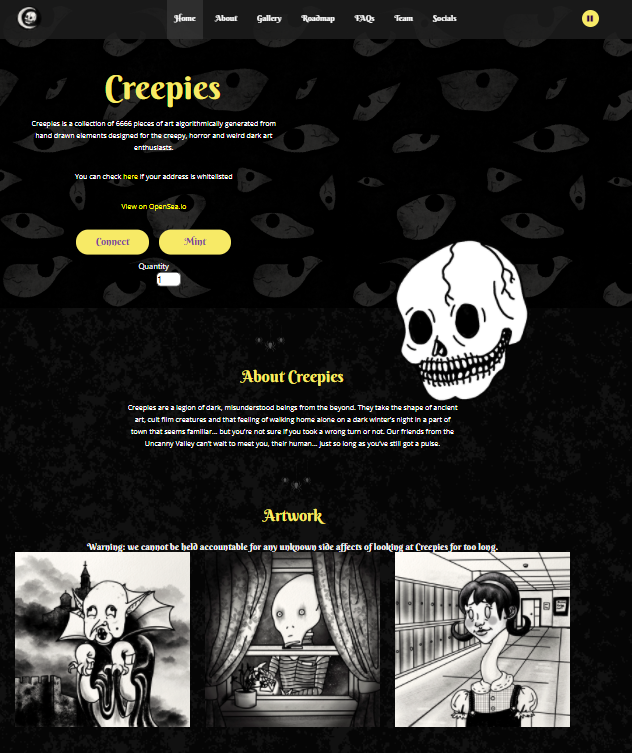 Home About Gallery Roadmap FAQs Team Socials
Creepies
Creepies is a collection of 6666 pieces of art algorithmically generated from
hand drawn elements designed for the creepy, horror and weird dark art
enthusiasts.
You can check here if your address is whitelisted
View on OpenSea.io
Connect Mint
Quantity
1
About Creepies
Creepies are a legion of dark, misunderstood beings from the beyond. They take the shape of ancient
art, cult film creatures and that feeling of walking home alone on a dark winter's night in a part of
town that seems familiar... but you're not sure if you took a wrong turn or not. Our friends from the
Uncanny Valley can't wait to meet you, their human... just so long as you've still got a pulse.
Artwork
Warning: we cannot be held accountable for any unknown side affects of looking at Creepies for too long.